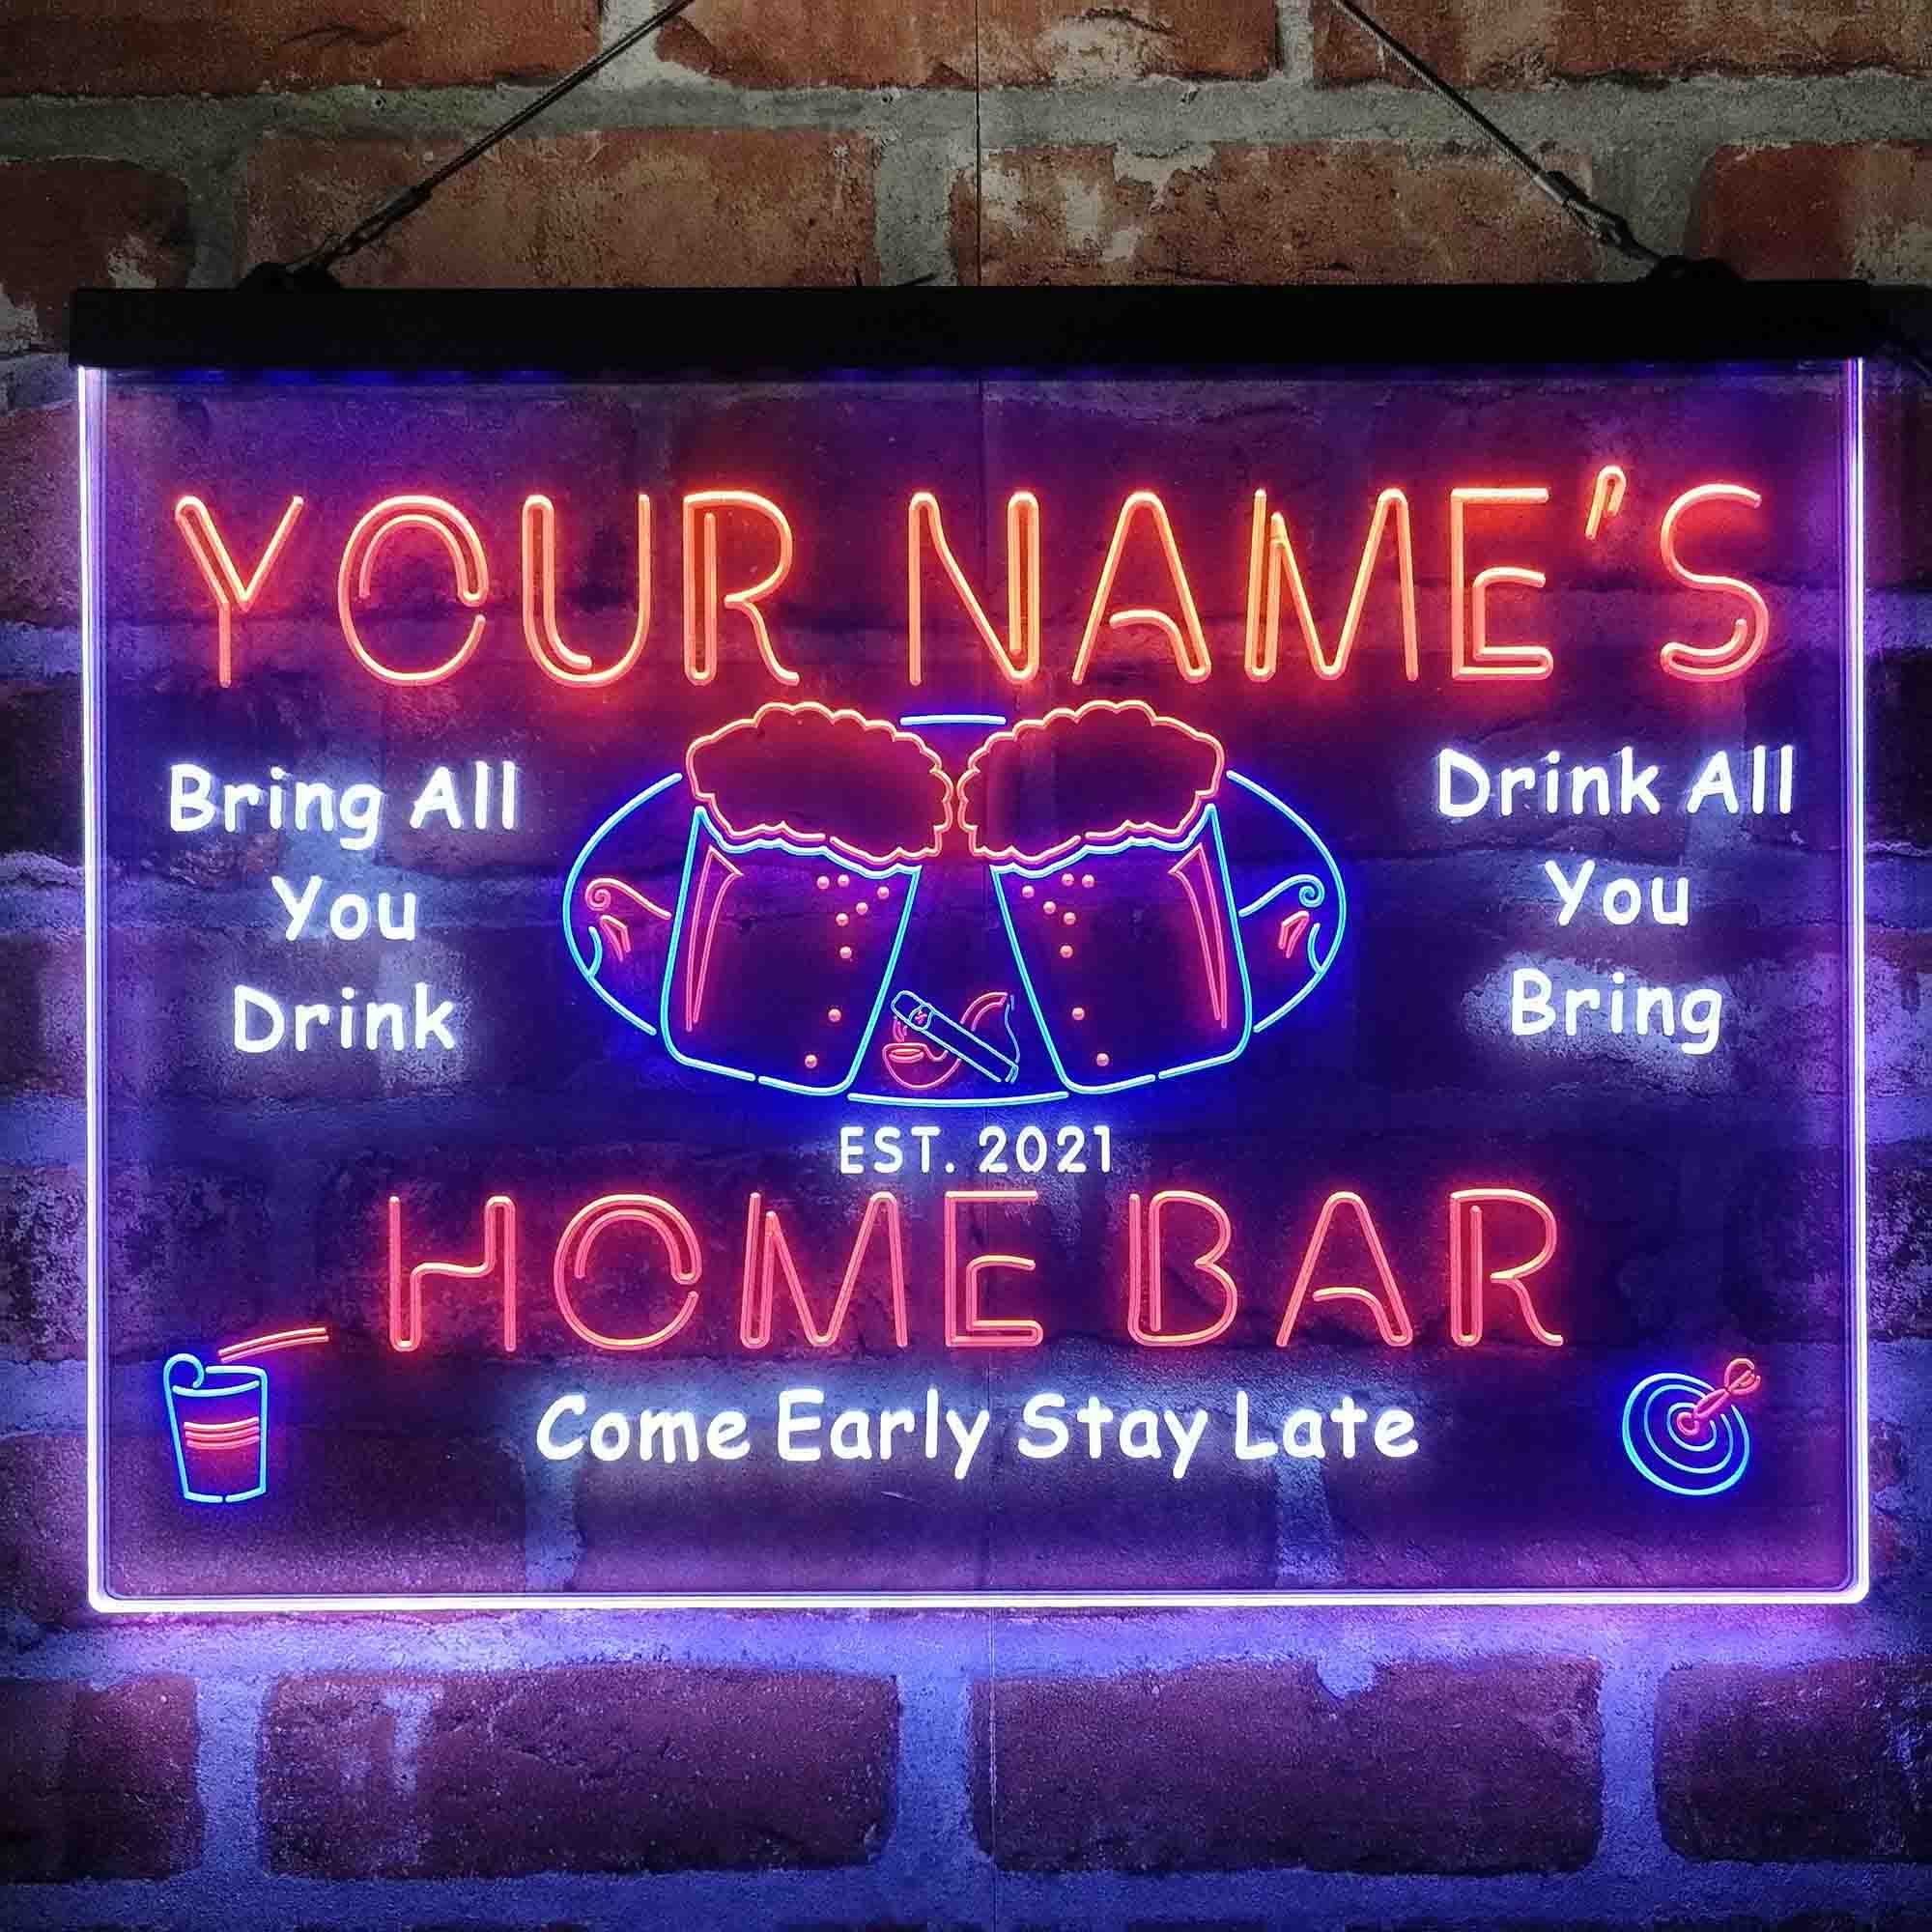 YOUR NAME'S
Bring All
You
Drink
Drink All
You
Bring
EST. 2021
HOME BAR
Come Early Stay Late